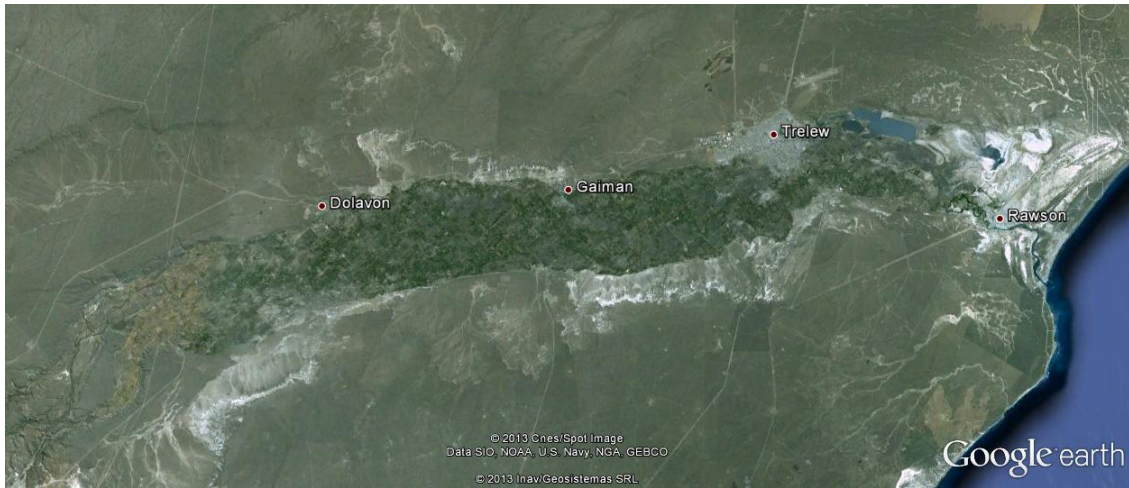 Trelew
Gaiman
Dolavon
Rawson
© 2013 Cnes/Spot Image
Data SIO, NOAA, U.S. Navy, NGA, GEBCO
Google earth
© 2013 Inav/Geosistemas SRL